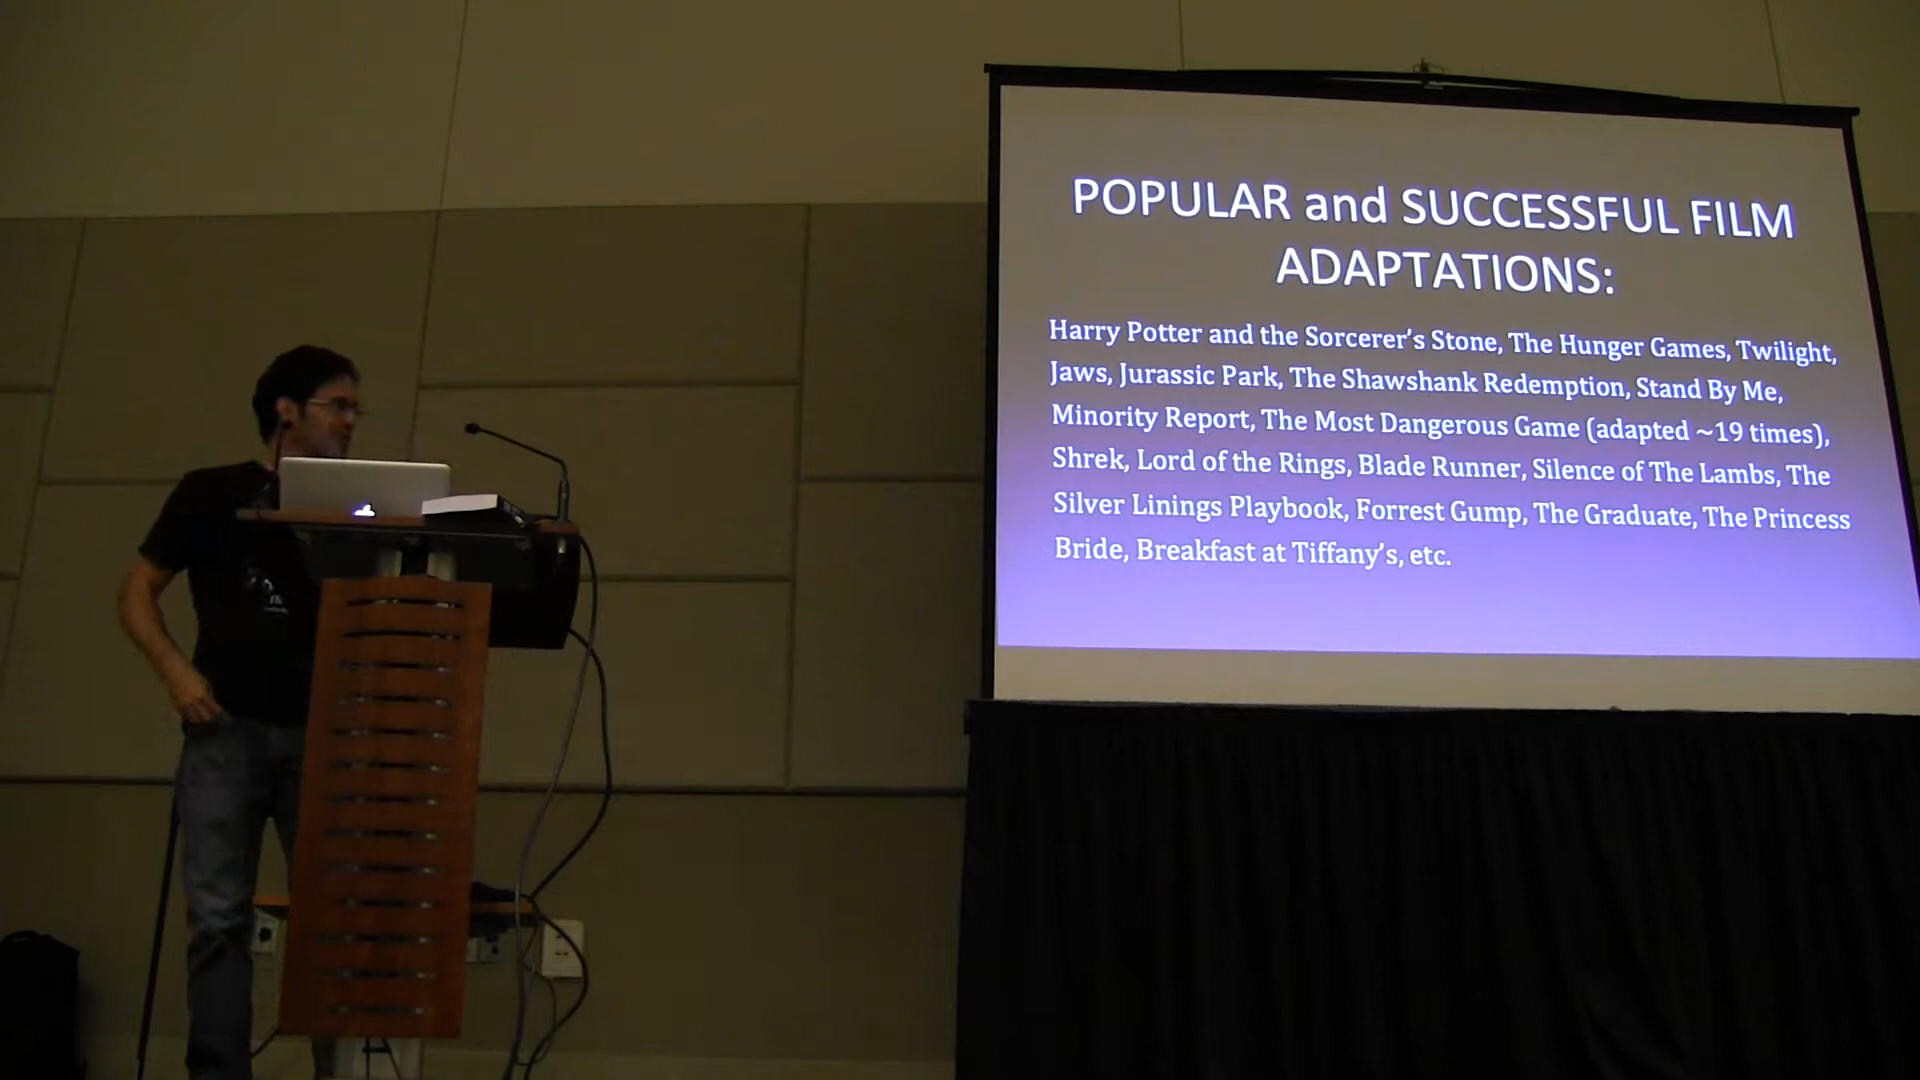 POPULAR and SUCCESSFUL FILM
ADAPTATIONS:
Harry Potter and the Sorcerer's Stone, The Hunger Games, Twilight,
Jaws, Jurassic Park, The Shawshank Redemption, Stand By Me,
Minority Report, The Most Dangerous Game (adapted ~19 times),
Shrek, Lord of the Rings, Blade Runner, Silence of The Lambs, The
Silver Linings Playbook, Forrest Gump, The Graduate, The Princess
Bride, Breakfast at Tiffany's, etc.